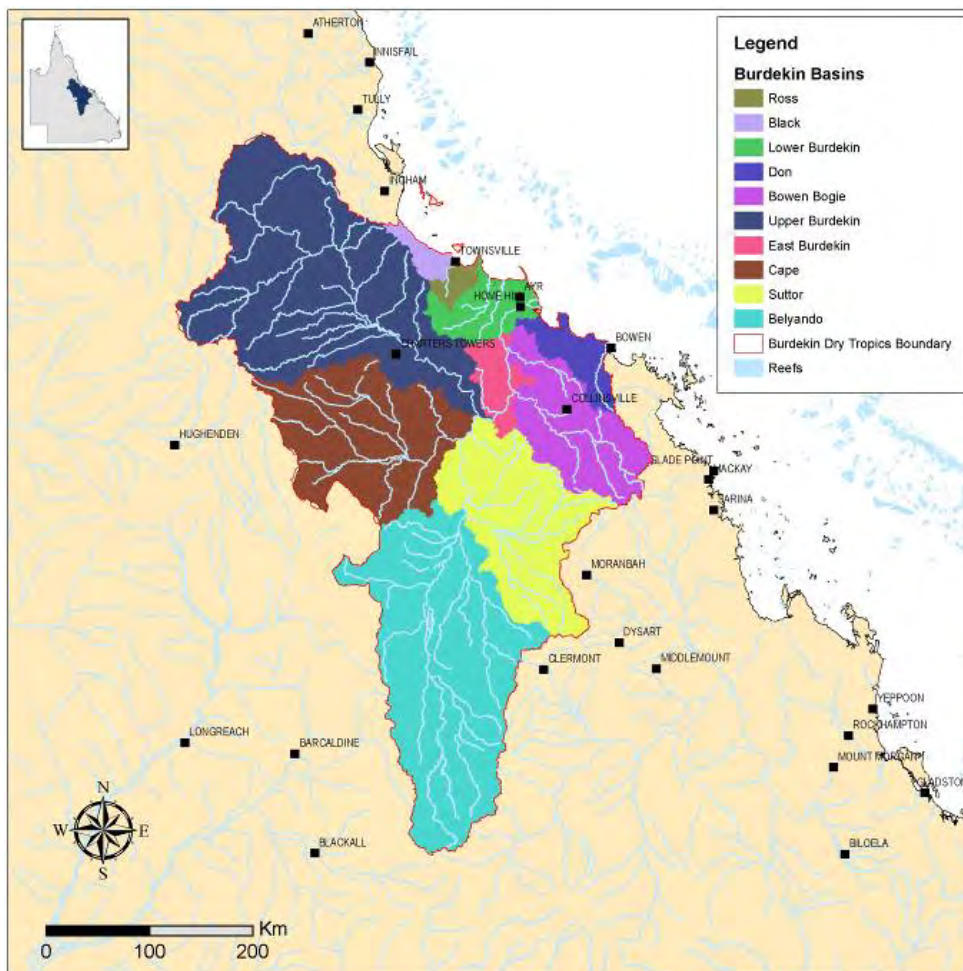 ATHERTON
INNISFAIL
TULLY
INGHAM
TOWNSVILLE
AYR
HOME HILL
BOWEN
CHARTERS TOWERS
COLLINSVILLE
HUGHENDEN
SLADE POINT
MACKAY
SARINA
MORANBAH
DYSART
CLERMONT
MIDDLEMOUNT
YEPPOON
LONGREACH
ROCKHAMPTON
BARCALDINE
MOUNT MORGAN
GLADSTON
BLACKALL
BILOELA
Legend
Burdekin Basins
Ross
Black
Lower Burdekin
Don
Bowen Bogie
Upper Burdekin
East Burdekin
Cape
Suttor
Belyando
Burdekin Dry Tropics Boundary
Reefs
N
W
E
S
Km
0
100
200